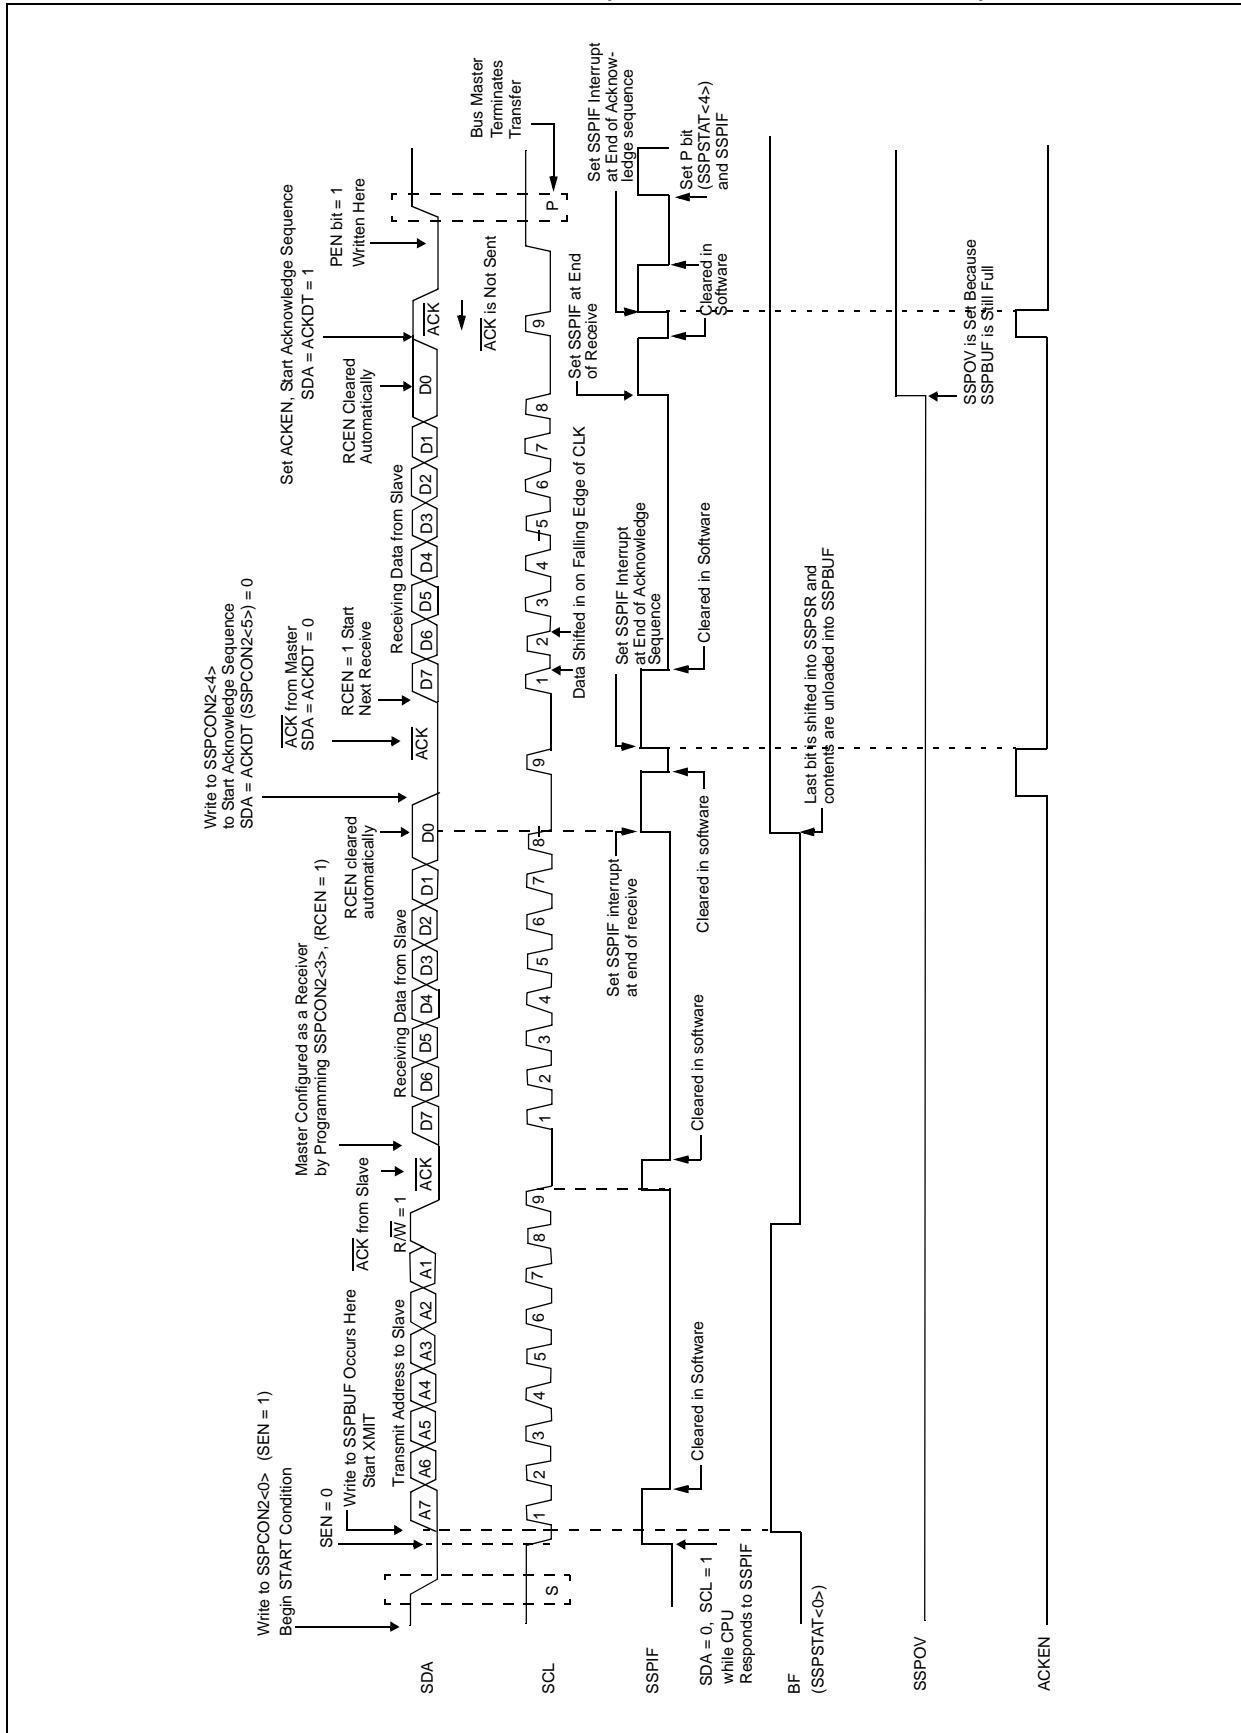 Write to SSPCON2<0> (SEN = 1)
Begin START Condition
SEN = 0
Write to SSPBUF Occurs Here
Start XMIT
Transmit Address to Slave
R/W = 1
ACK from Slave
Master Configured as a Receiver
by Programming SSPCON2<3>, (RCEN = 1)
Receiving Data from Slave
RCEN cleared
automatically
Write to SSPCON2<4>
to Start Acknowledge Sequence
SDA = ACKDT (SSPCON2<5>) = 0
ACK from Master
SDA = ACKDT = 0
RCEN = 1 Start
Next Receive
Receiving Data from Slave
RCEN Cleared
Automatically
Set ACKEN, Start Acknowledge Sequence
SDA = ACKDT = 1
PEN bit = 1
Written Here
SDA
A7 A6 A5 A4 A3 A2 A1
ACK
D7 D6 D5 D4 D3 D2 D1 D0
ACK
D7 D6 D5 D4 D3 D2 D1 D0
ACK
ACK is Not Sent
Bus Master
Terminates
Transfer
SCL
S
1 2 3 4 5 6 7 8 9
1 2 3 4 5 6 7 8 9
1 2 3 4 5 6 7 8 9
P
Data Shifted in on Falling Edge of CLK
Set SSPIF interrupt
at end of receive
Set SSPIF Interrupt
at End of Acknowledge
Sequence
Set SSPIF at End
of Receive
Set SSPIF Interrupt
at End of Acknow-
ledge sequence
SSPIF
SDA = 0, SCL = 1
while CPU
Responds to SSPIF
Cleared in Software
Cleared in software
Cleared in software
Cleared in Software
Cleared in
Software
Set P bit
(SSPSTAT<4>)
and SSPIF
BF
(SSPSTAT<0>)
Last bit is shifted into SSPSR and
contents are unloaded into SSPBUF
SSPOV
SSPOV is Set Because
SSPBUF is Still Full
ACKEN